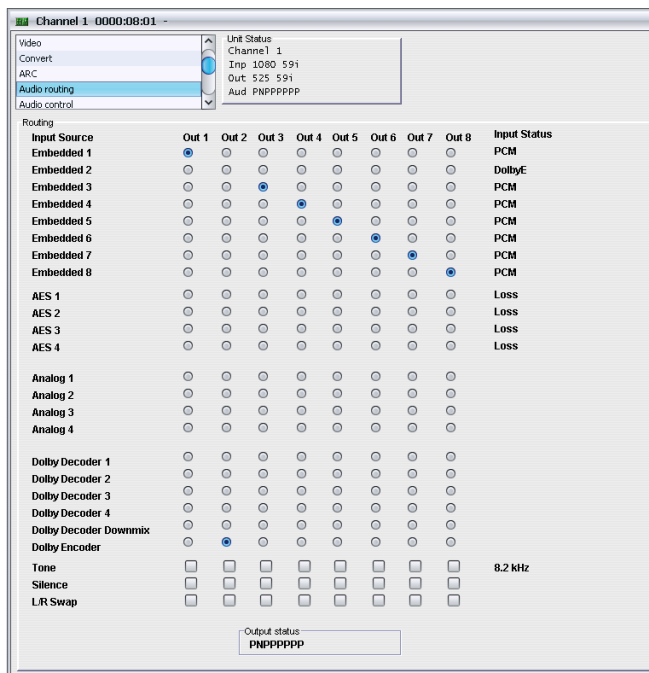 Channel 1 0000:08:01 -
Video
Convert
ARC
Audio routing
Audio control
Unit Status
Channel 1
Inp 1080 59i
Out 525 59i
Aud PNPPPPPP
Routing
Input Source Out 1 Out 2 Out 3 Out 4 Out 5 Out 6 Out 7 Out 8 Input Status
Embedded 1 PCM
Embedded 2 DolbyE
Embedded 3 PCM
Embedded 4 PCM
Embedded 5 PCM
Embedded 6 PCM
Embedded 7 PCM
Embedded 8 PCM
AES 1 Loss
AES 2 Loss
AES 3 Loss
AES 4 Loss
Analog 1
Analog 2
Analog 3
Analog 4
Dolby Decoder 1
Dolby Decoder 2
Dolby Decoder 3
Dolby Decoder 4
Dolby Decoder Downmix
Dolby Encoder
Tone 8.2 kHz
Silence
L/R Swap
Output status
PNPPPPPP